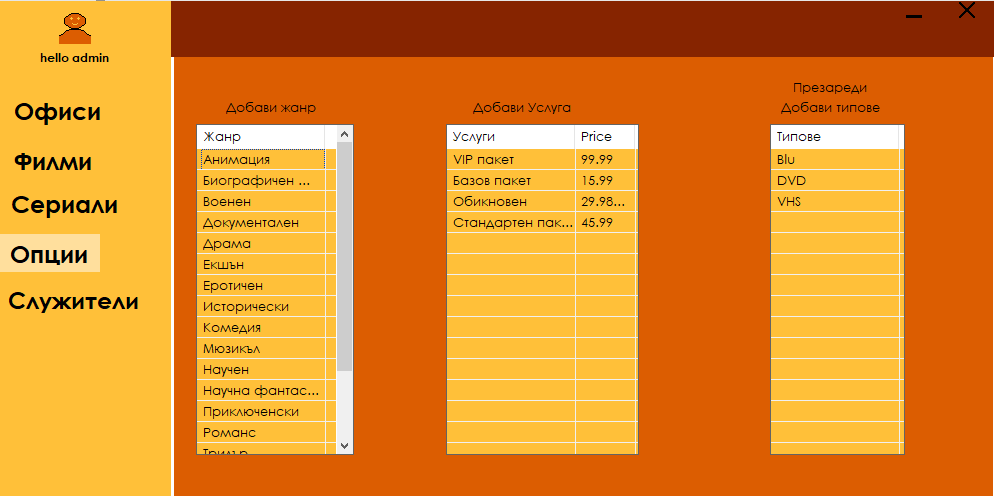 hello admin
Офиси
Филми
Сериали
Опции
Служители
Добави жанр
Жанр
Анимация
Биографичен ...
Военен
Документален
Драма
Екшън
Еротичен
Исторически
Комедия
Мюзикъл
Научен
Научна фантас...
Приключенски
Романс
Трилър
Добави Услуга
Услуги Price
VIP пакет 99.99
Базов пакет 15.99
Обикновен 29.98...
Стандартен пак... 45.99
Презареди
Добави типове
Типове
Blu
DVD
VHS